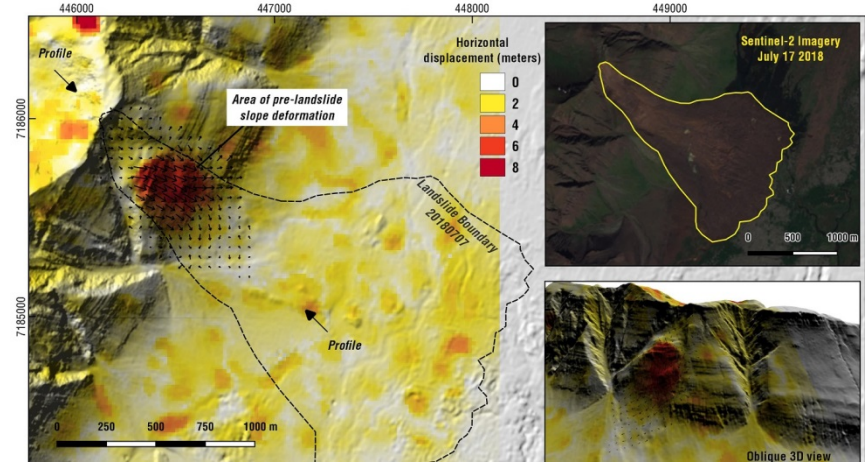 446000
447000
448000
449000
Profile
Horizontal
displacement (meters)
0
2
4
6
8
Area of pre-landslide
slope deformation
7186000
Landslide Boundary
20180707
7185000
Profile
0 250 500 750 1000 m
Sentinel-2 Imagery
July 17 2018
0 500 1000 m
Oblique 3D view